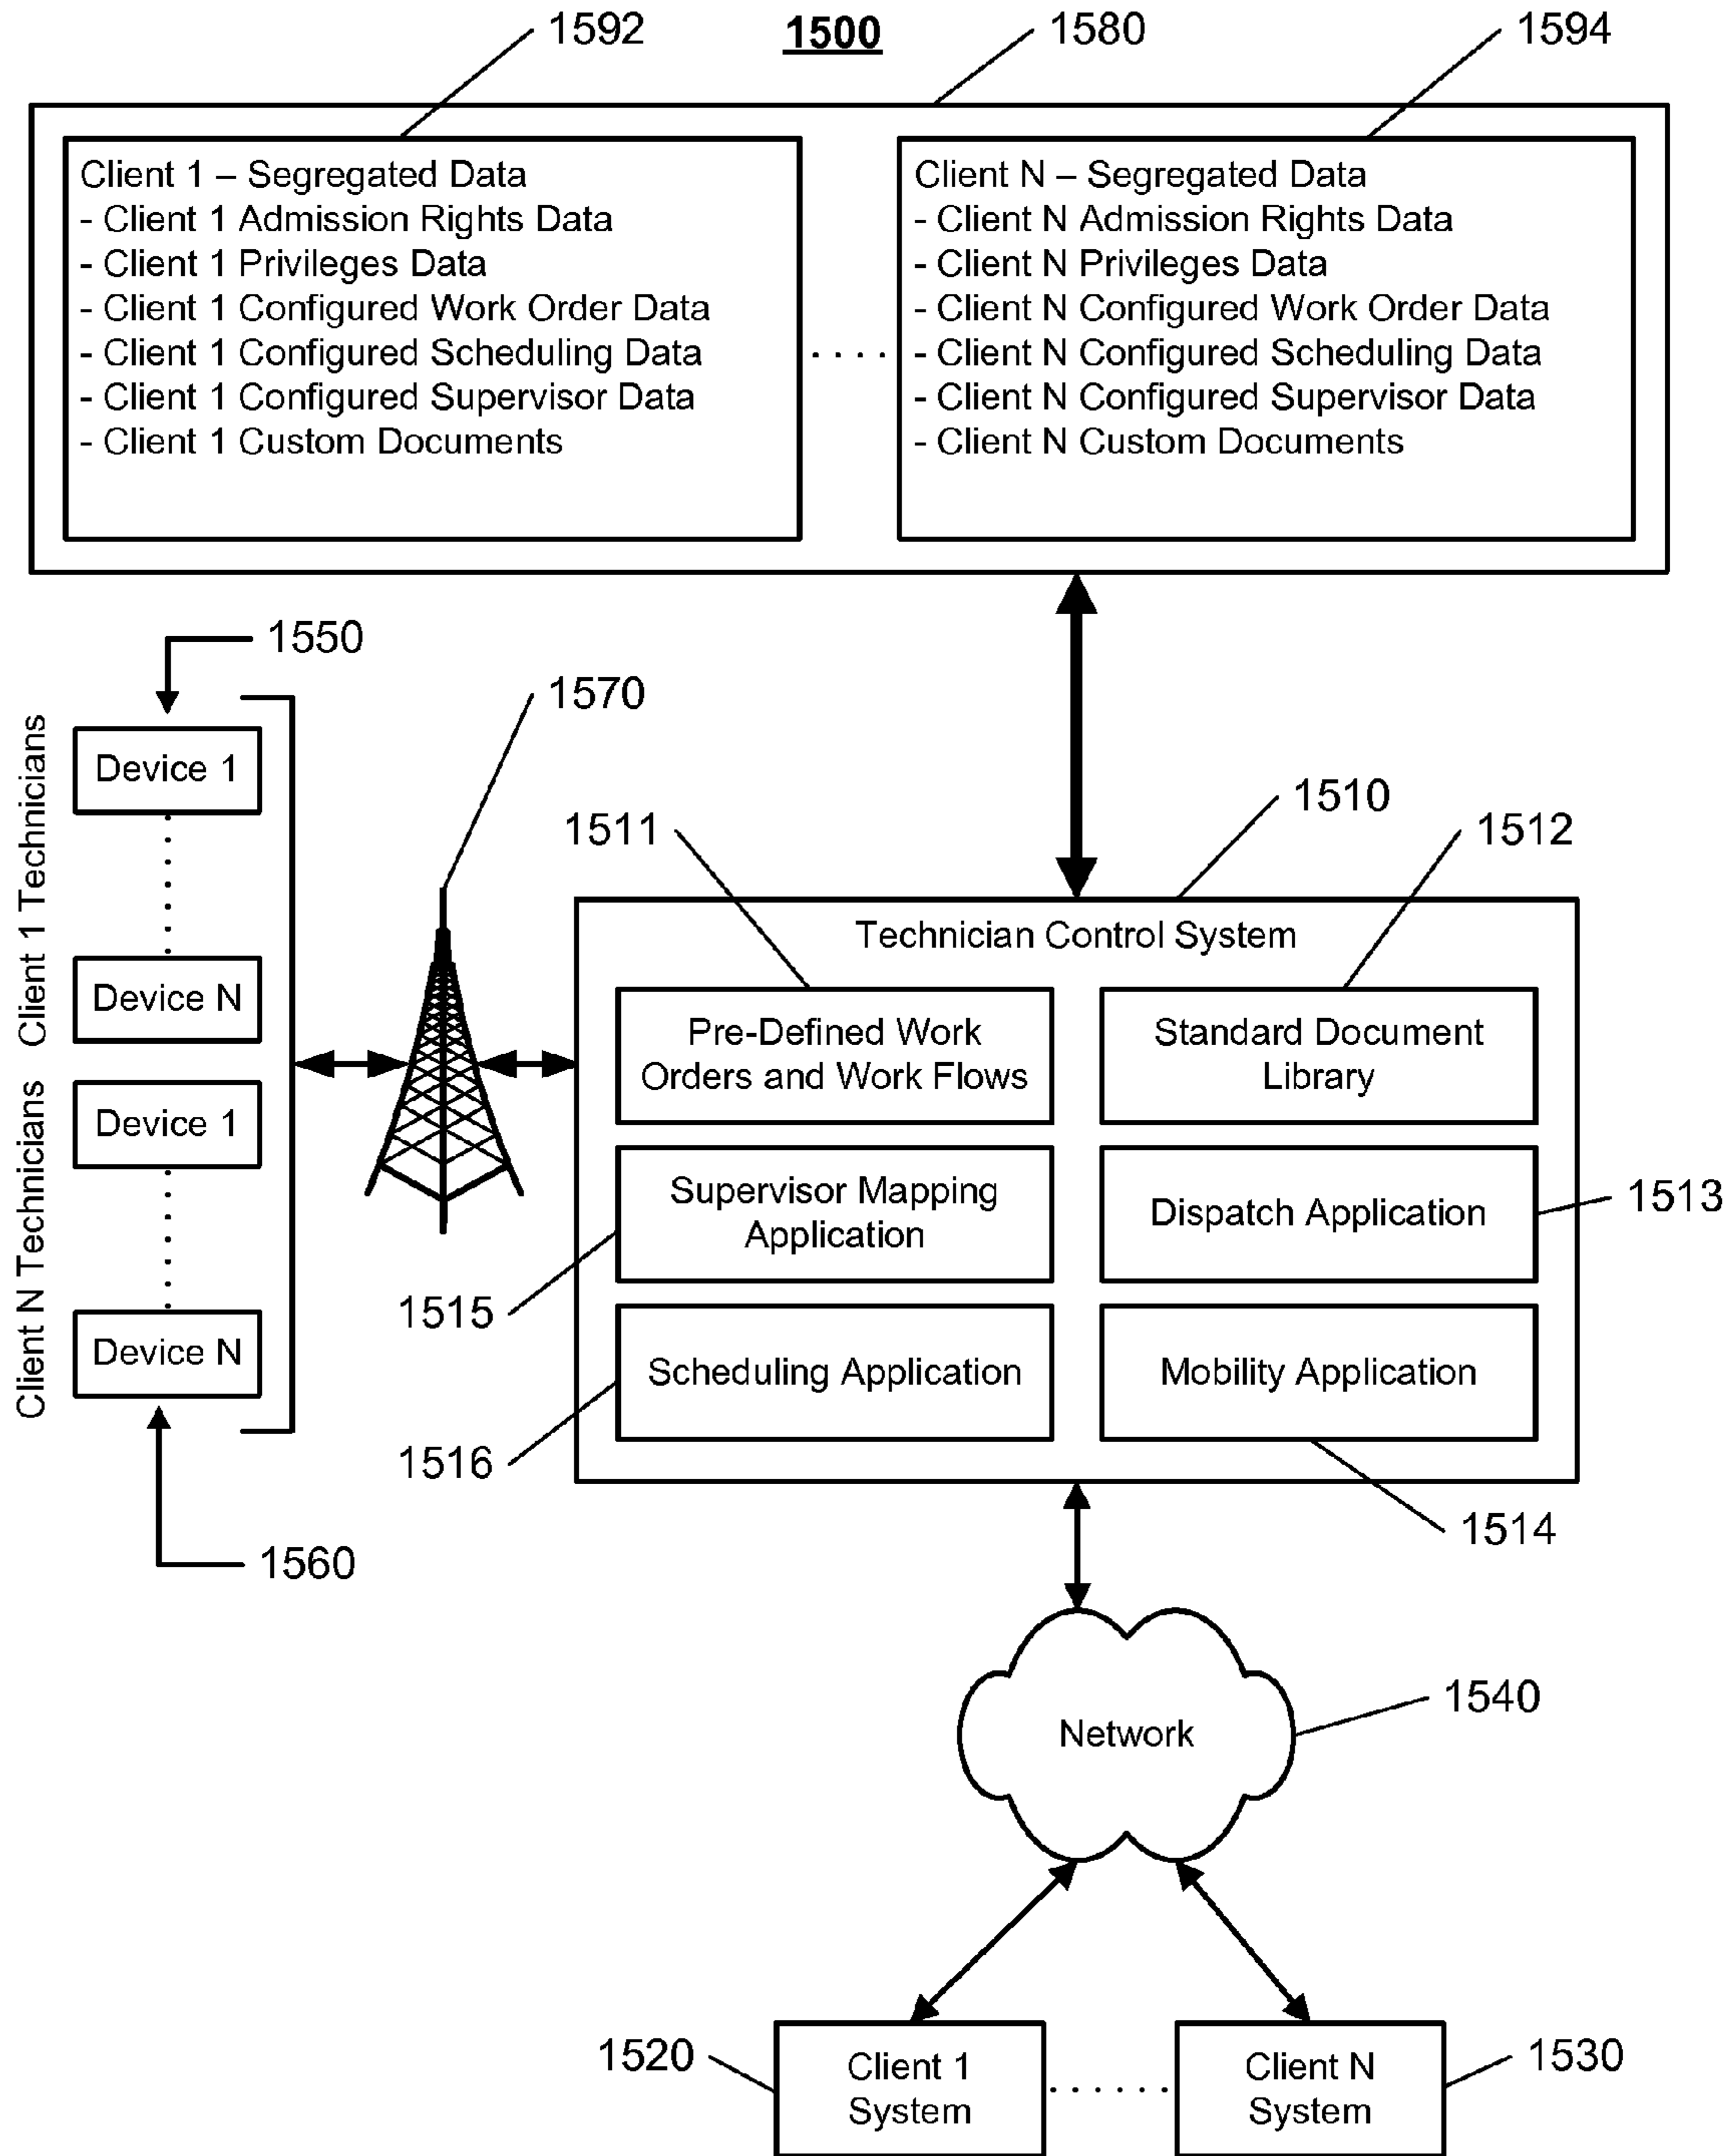 1500
1592
1580
1594
Client 1 – Segregated Data
- Client 1 Admission Rights Data
- Client 1 Privileges Data
- Client 1 Configured Work Order Data
- Client 1 Configured Scheduling Data
- Client 1 Configured Supervisor Data
- Client 1 Custom Documents
Client N – Segregated Data
- Client N Admission Rights Data
- Client N Privileges Data
- Client N Configured Work Order Data
- Client N Configured Scheduling Data
- Client N Configured Supervisor Data
- Client N Custom Documents
1550
Client 1 Technicians
Device 1
Device N
Client N Technicians
Device 1
Device N
1560
1570
1510
1511
1512
Technician Control System
Pre-Defined Work
Orders and Work Flows
Standard Document
Library
Supervisor Mapping
Application
Dispatch Application
1513
1515
Scheduling Application
Mobility Application
1516
1514
Network
1540
1520
Client 1
System
Client N
System
1530